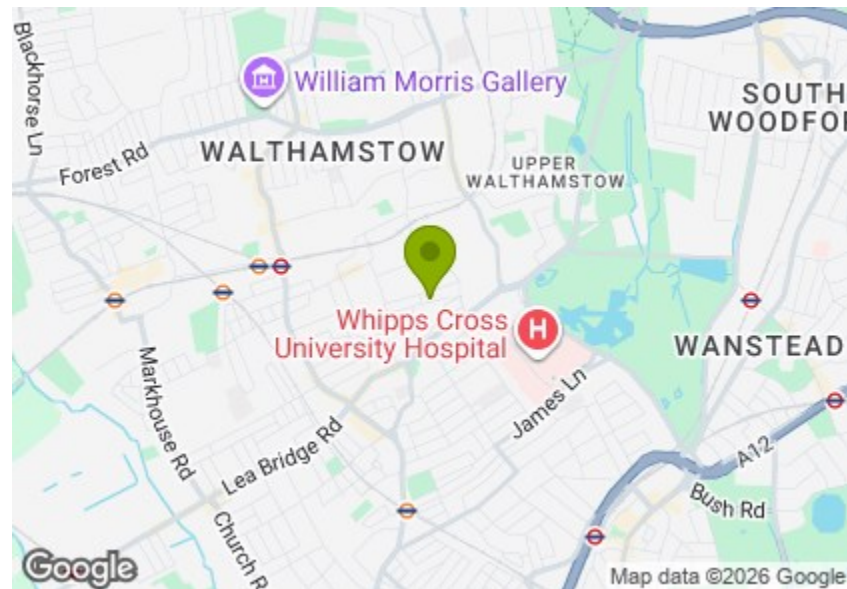 Blackhorse Ln
William Morris Gallery
SOUTH
WOODFO
Forest Rd
WALTHAMSTOW
UPPER
WALTHAMSTOW
Whipps Cross
University Hospital
H
WANSTEAD
Markhouse Rd
James Ln
Lea Bridge Rd
A12
Bush Rd
Church R
Google
Map data ©2026 Google